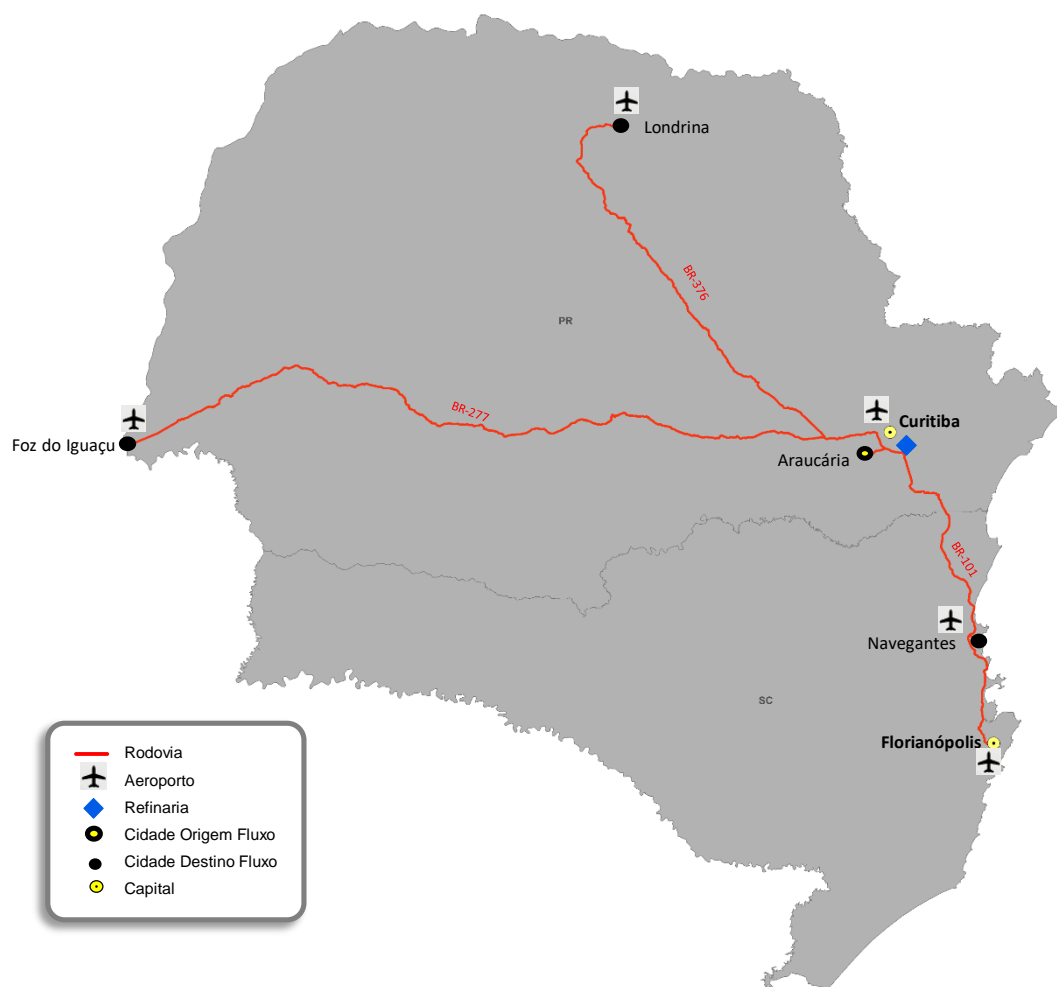 Londrina
BR-376
PR
BR-277
Curitiba
Foz do Iguaçu
Araucária
BR-101
Navegantes
SC
Florianópolis
Rodovia
Aeroporto
Refinaria
Cidade Origem Fluxo
Cidade Destino Fluxo
Capital